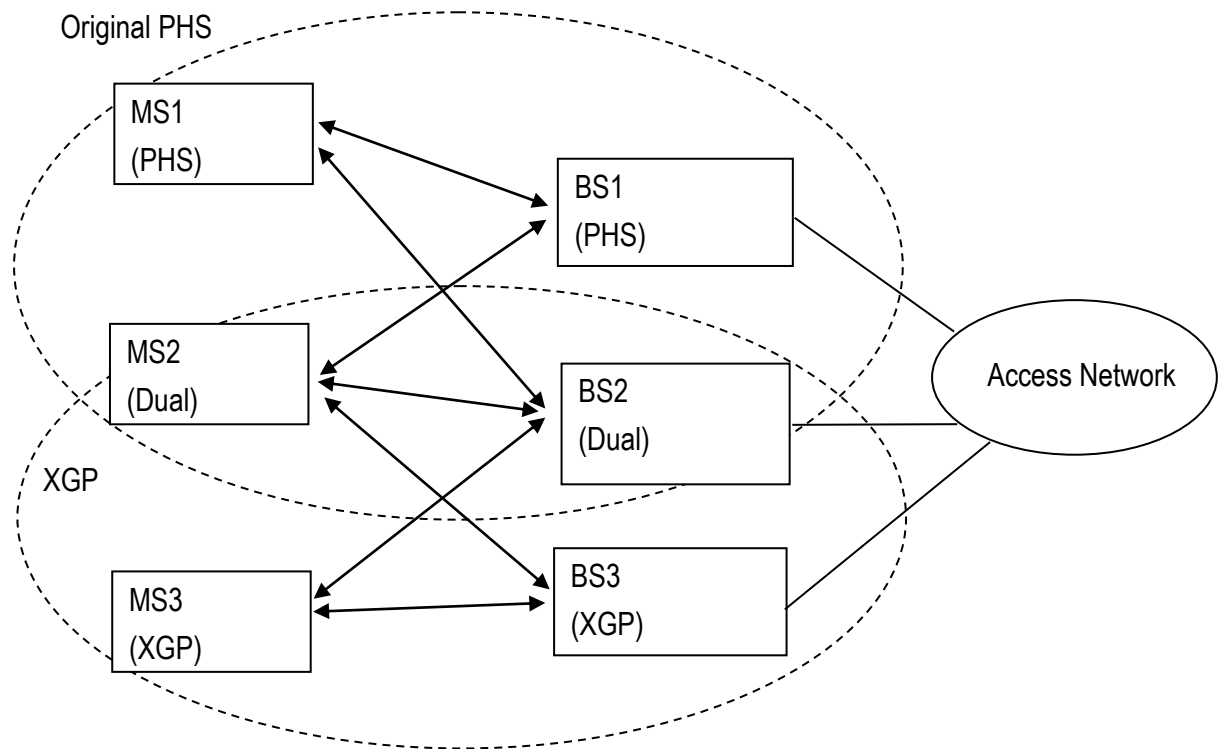 Original PHS
MS1
(PHS)
BS1
(PHS)
MS2
(Dual)
BS2
(Dual)
Access Network
XGP
MS3
(XGP)
BS3
(XGP)